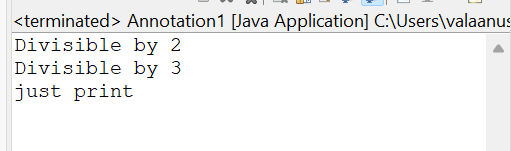 <terminated> Annotation1 [Java Application] C:\Users\valaanus
Divisible by 2
Divisible by 3
just print